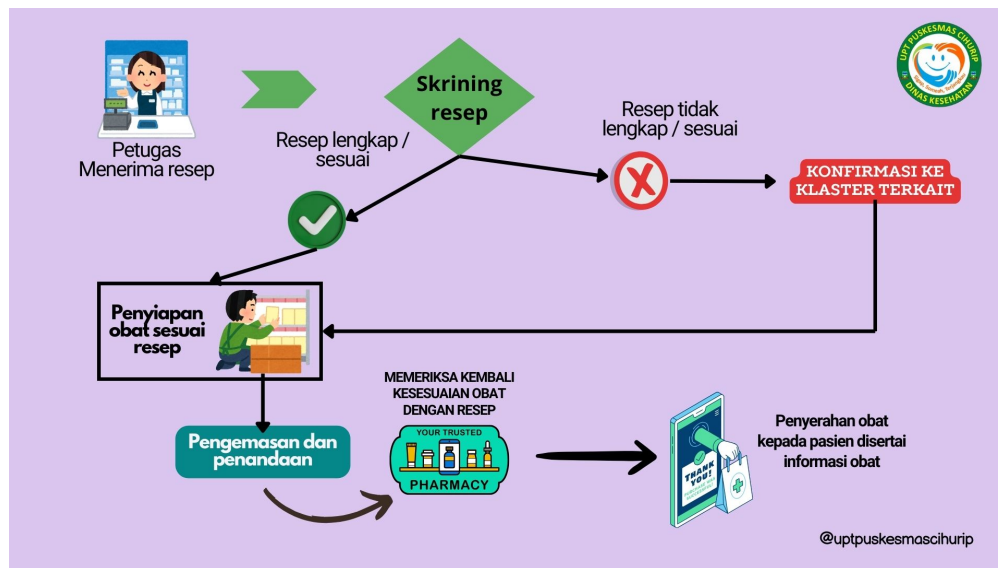 Petugas
Menerima resep
Skrining
resep
Resep lengkap /
sesuai
Resep tidak
lengkap / sesuai
KONFIRMASI KE
KLASTER TERKAIT
UPT PUSKESMAS CIHURIP
DINAS KESEHATAN
Penyiapan
obat sesuai
resep
Pengemasan dan
penandaan
MEMERIKSA KEMBALI
KESESUAIAN OBAT
DENGAN RESEP
YOUR TRUSTED
PHARMACY
THANK
YOU!
Penyerahan obat
kepada pasien disertai
informasi obat
@uptpuskesmascihurip